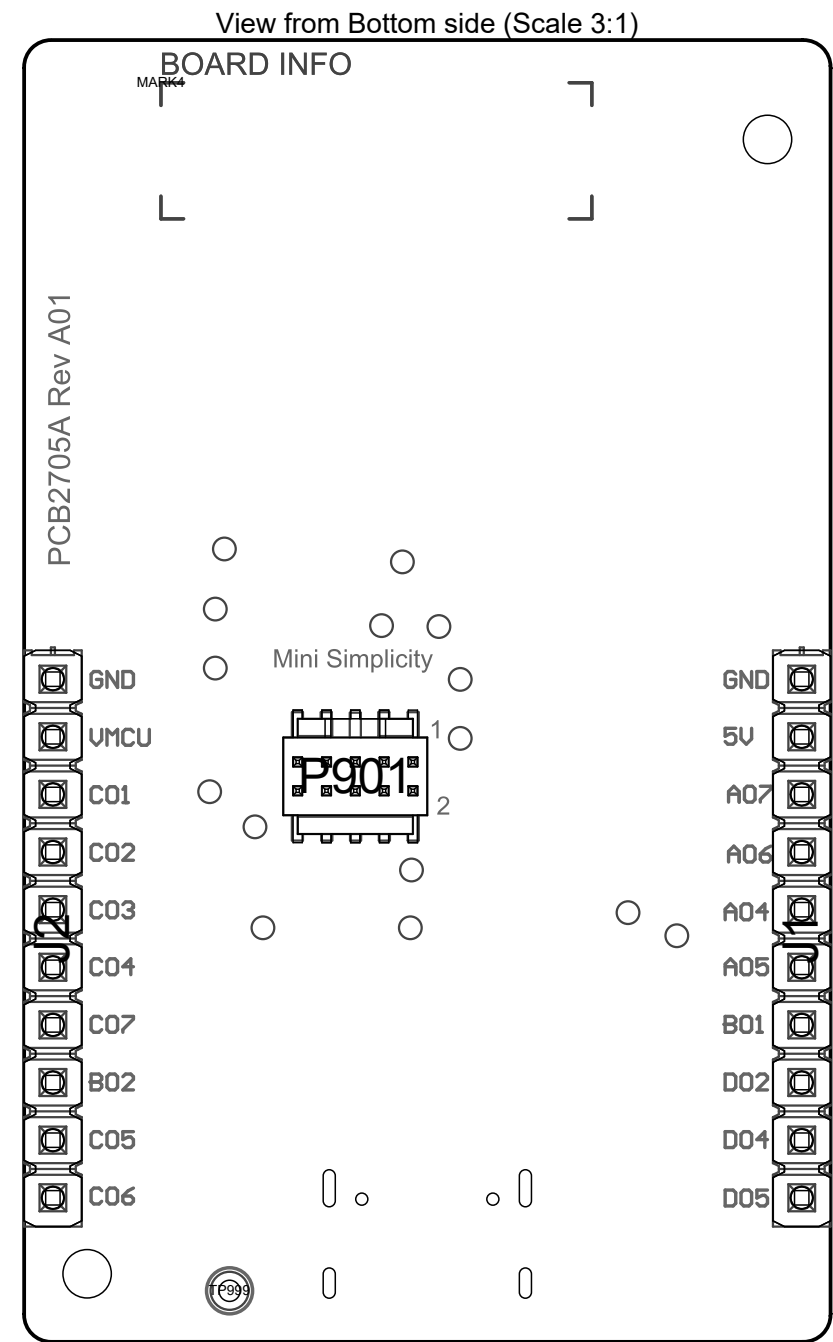 View from Bottom side (Scale 3:1)
BOARD INFO
MARK4
PCB2705A Rev A01
Mini Simplicity
GND
GND
1
VMCU
5V
P901
C01
A07
2
C02
A06
C03
A04
J2
J1
C04
A05
C07
B01
B02
D02
C05
D04
C06
D05
TP999